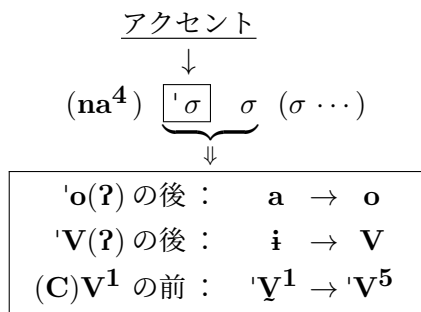 アクセント
↓
(na⁴) ˈσ σ (σ ⋯)
⇓
ˈo(ʔ) の後 : a → o
ˈV(ʔ) の後 : ɨ → V
(C)V¹ の前 : ˈV̰¹ → ˈV⁵